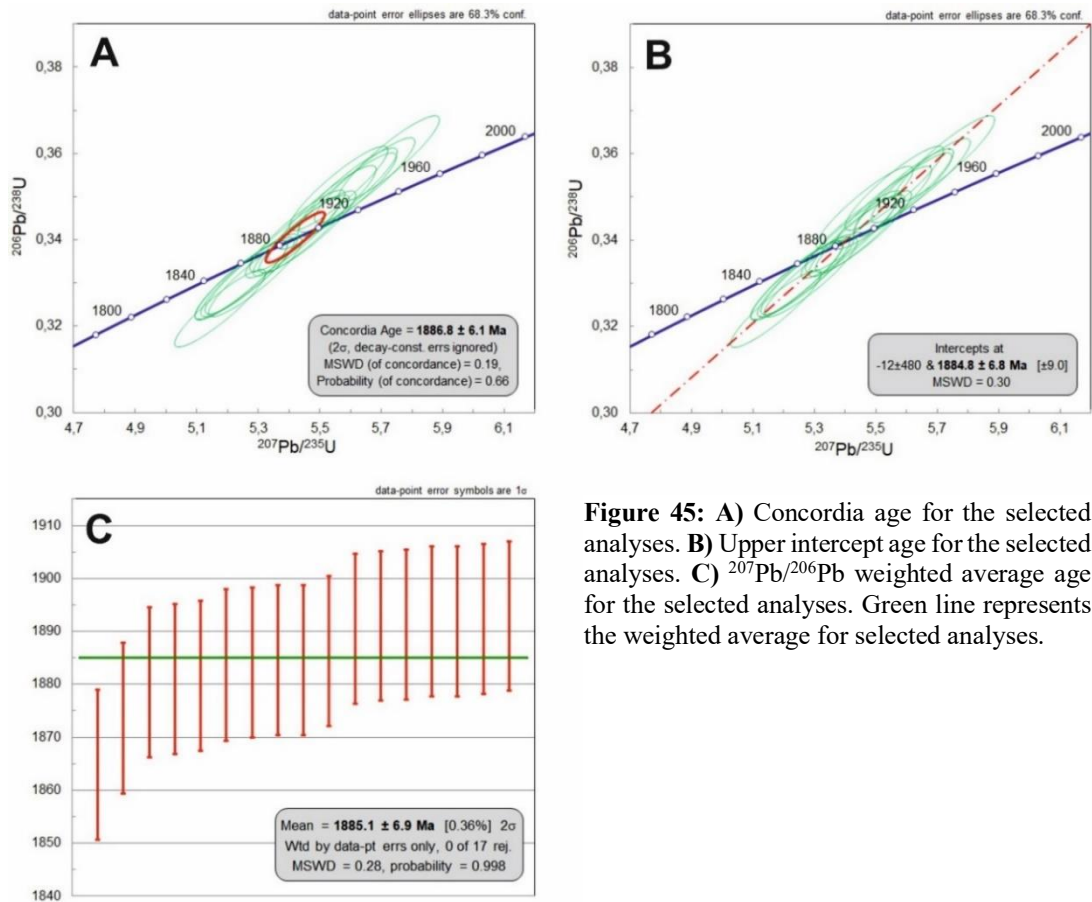 data-point error ellipses are 68.3% conf.
A
0,38
0,36
0,34
0,32
0,30
²⁰⁶Pb/²³⁸U
1800
1840
1880
1920
1960
2000
Concordia Age = 1886.8 ± 6.1 Ma
(2σ, decay-const. errs ignored)
MSWD (of concordance) = 0.19,
Probability (of concordance) = 0.66
4,7 4,9 5,1 5,3 5,5 5,7 5,9 6,1
²⁰⁷Pb/²³⁵U
data-point error ellipses are 68.3% conf.
B
0,38
0,36
0,34
0,32
0,30
²⁰⁶Pb/²³⁸U
1800
1840
1880
1920
1960
2000
Intercepts at
-12±480 & 1884.8 ± 6.8 Ma [±9.0]
MSWD = 0.30
4,7 4,9 5,1 5,3 5,5 5,7 5,9 6,1
²⁰⁷Pb/²³⁵U
data-point error symbols are 1σ
C
1910
1900
1890
1880
1870
1860
1850
1840
Mean = 1885.1 ± 6.9 Ma [0.36%] 2σ
Wtd by data-pt errs only, 0 of 17 rej.
MSWD = 0.28, probability = 0.998
Figure 45: A) Concordia age for the selected
analyses. B) Upper intercept age for the selected
analyses. C) ²⁰⁷Pb/²⁰⁶Pb weighted average age
for the selected analyses. Green line represents
the weighted average for selected analyses.